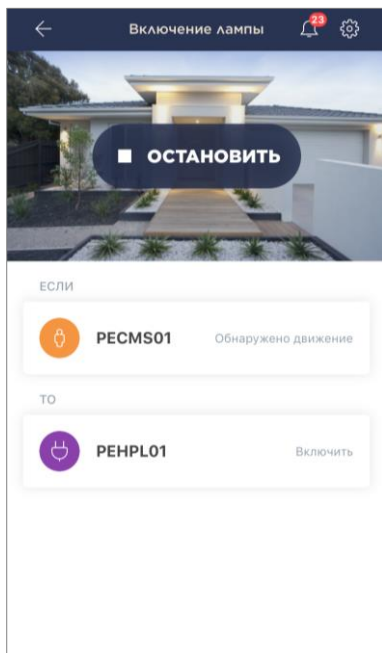 Включение лампы
23
ОСТАНОВИТЬ
ЕСЛИ
PECMS01 Обнаружено движение
ТО
PEHPL01 Включить